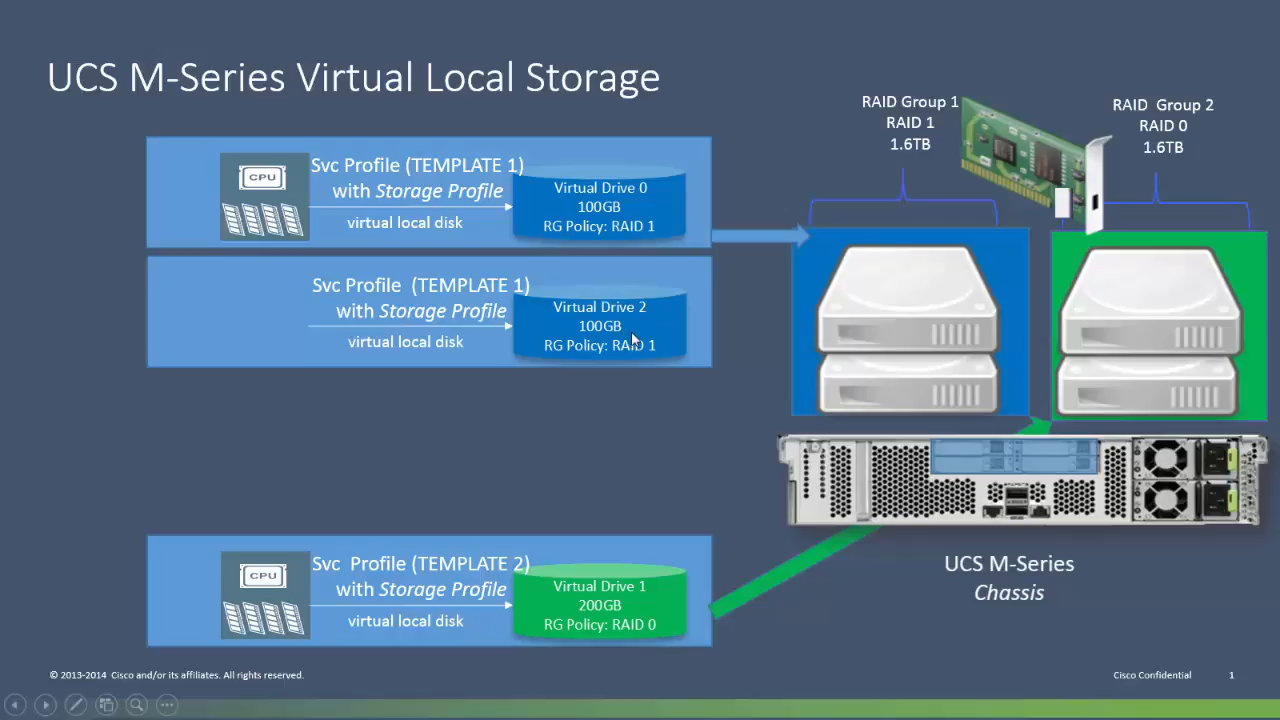 UCS M-Series Virtual Local Storage
CPU
Svc Profile (TEMPLATE 1)
with Storage Profile
virtual local disk
Virtual Drive 0
100GB
RG Policy: RAID 1
Svc Profile (TEMPLATE 1)
with Storage Profile
virtual local disk
Virtual Drive 2
100GB
RG Policy: RAID 1
CPU
Svc Profile (TEMPLATE 2)
with Storage Profile
virtual local disk
Virtual Drive 1
200GB
RG Policy: RAID 0
RAID Group 1
RAID 1
1.6TB
RAID Group 2
RAID 0
1.6TB
UCS M-Series
Chassis
© 2013-2014 Cisco and/or its affiliates. All rights reserved.
Cisco Confidential
1